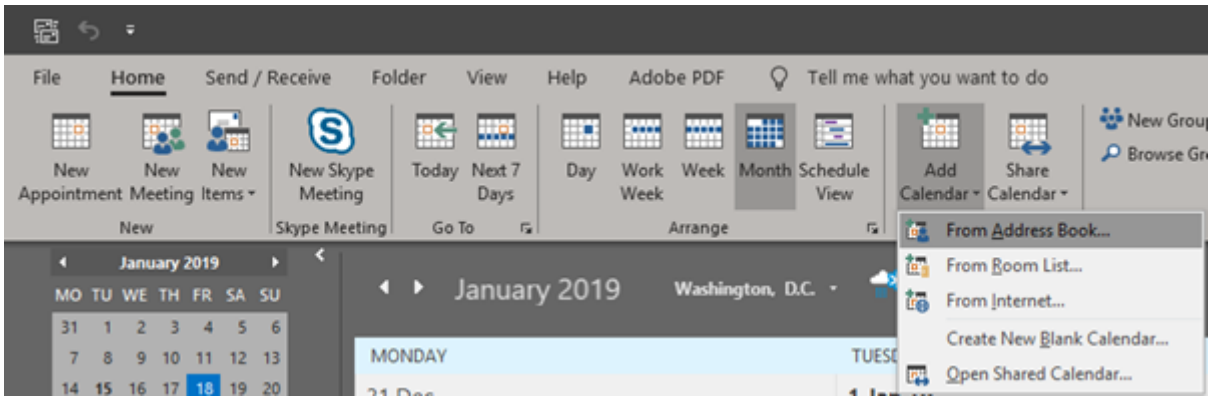 File Home Send / Receive Folder View Help Adobe PDF Tell me what you want to do
New Appointment
New Meeting
New Items
New
New Skype Meeting
Skype Meeting
Today
Next 7 Days
Go To
Day
Work Week
Week
Month
Schedule View
Arrange
Add Calendar
Share Calendar
New Grou
Browse Gr
From Address Book...
From Room List...
From Internet...
Create New Blank Calendar...
Open Shared Calendar...
January 2019
MO TU WE TH FR SA SU
31 1 2 3 4 5 6
7 8 9 10 11 12 13
14 15 16 17 18 19 20
January 2019 Washington, D.C.
MONDAY TUES
31 Dec